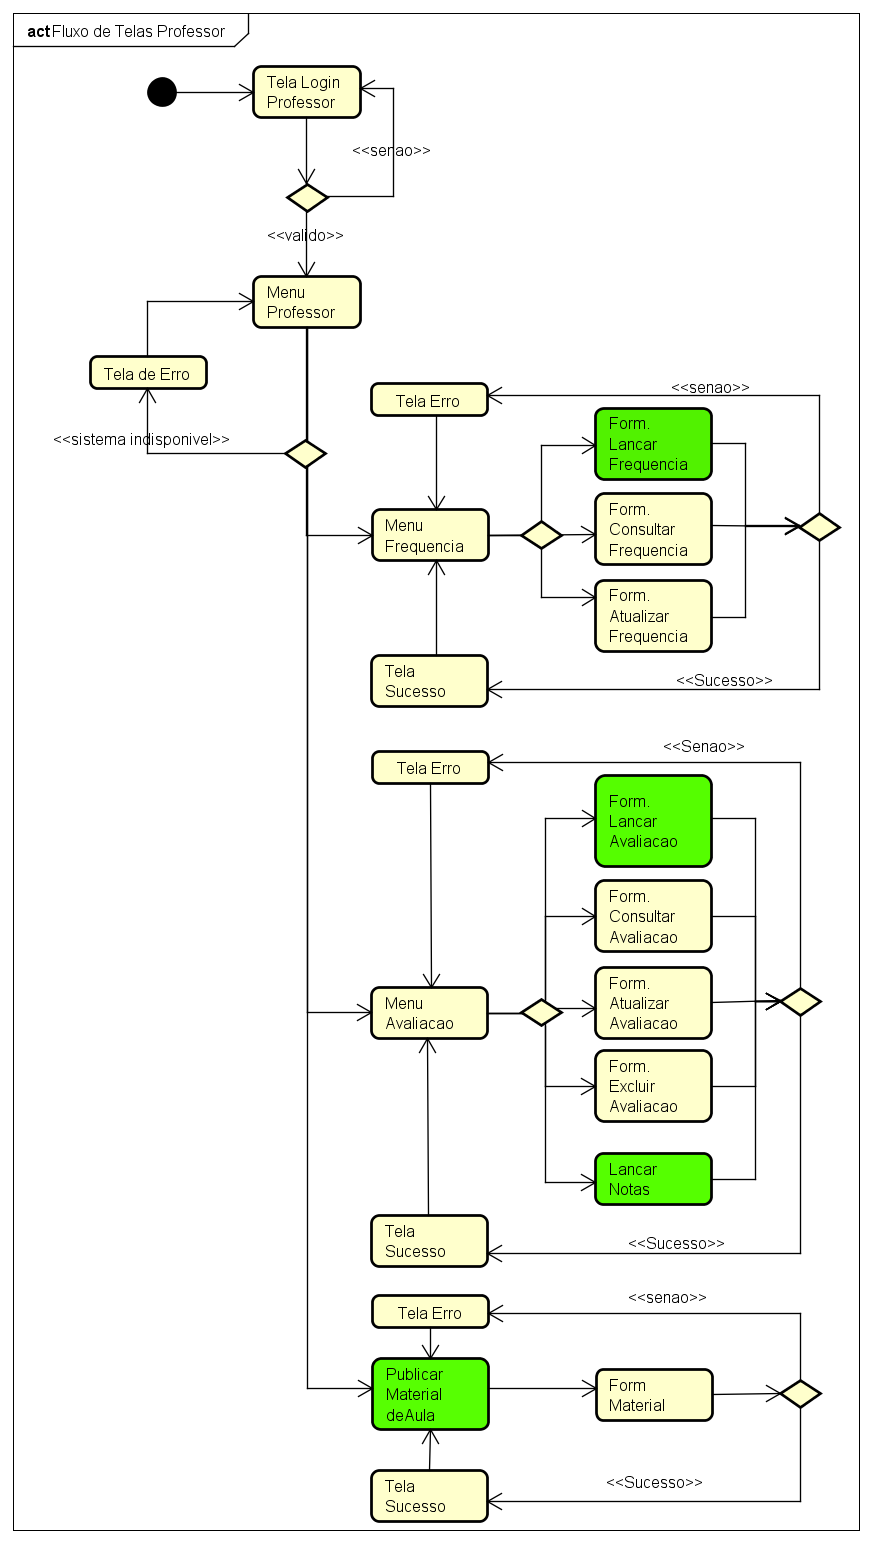 act Fluxo de Telas Professor
Tela Login
Professor
<<senao>>
<<valido>>
Menu
Professor
Tela de Erro
<<sistema indisponivel>>
Tela Erro
<<senao>>
Form.
Lancar
Frequencia
Menu
Frequencia
Form.
Consultar
Frequencia
Form.
Atualizar
Frequencia
Tela
Sucesso
<<Sucesso>>
Tela Erro
<<Senao>>
Form.
Lancar
Avaliacao
Form.
Consultar
Avaliacao
Menu
Avaliacao
Form.
Atualizar
Avaliacao
Form.
Excluir
Avaliacao
Lancar
Notas
Tela
Sucesso
<<Sucesso>>
Tela Erro
<<senao>>
Publicar
Material
deAula
Form
Material
Tela
Sucesso
<<Sucesso>>